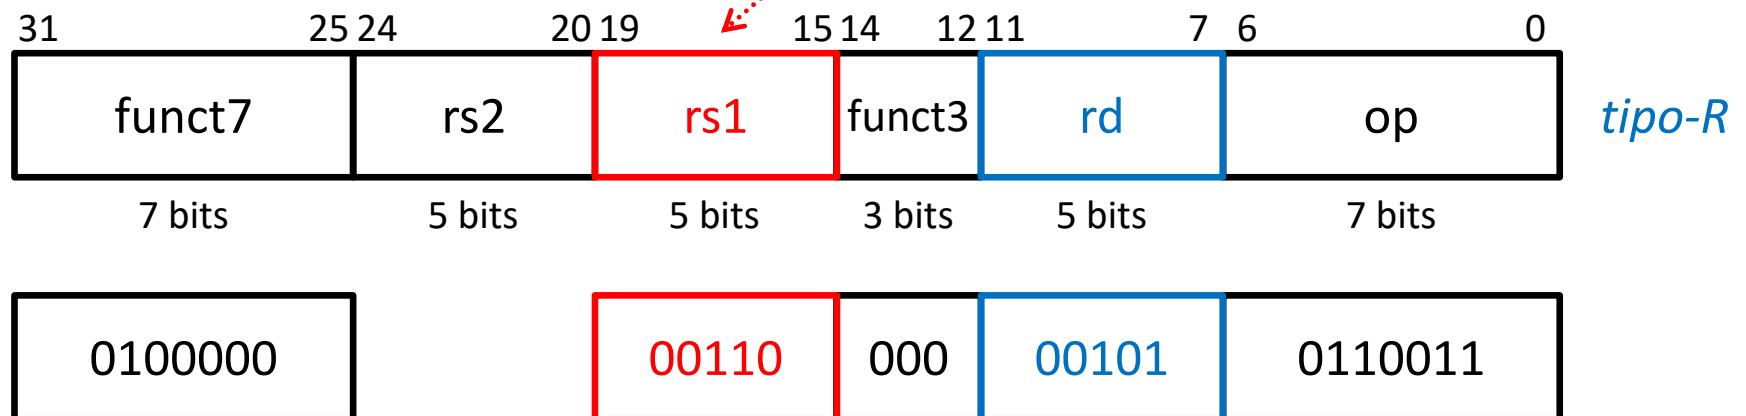 31 25 24 20 19 15 14 12 11 7 6 0
funct7 rs2 rs1 funct3 rd op tipo-R
7 bits 5 bits 5 bits 3 bits 5 bits 7 bits
0100000 00110 000 00101 0110011